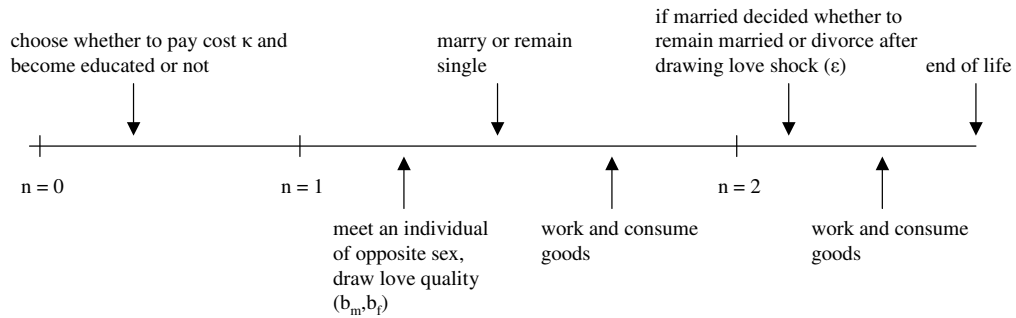 choose whether to pay cost κ and
become educated or not
marry or remain
single
if married decided whether to
remain married or divorce after
drawing love shock (ε)
end of life
n = 0
n = 1
n = 2
meet an individual
of opposite sex,
draw love quality
(b_m,b_f)
work and consume
goods
work and consume
goods